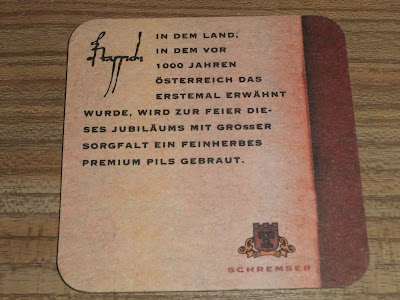 IN DEM LAND,
IN DEM VOR
1000 JAHREN
ÖSTERREICH DAS
ERSTEMAL ERWÄHNT
WURDE, WIRD ZUR FEIER DIE-
SES JUBILÄUMS MIT GROSSER
SORGFALT EIN FEINHERBES
PREMIUM PILS GEBRAUT.
SCHREMSER